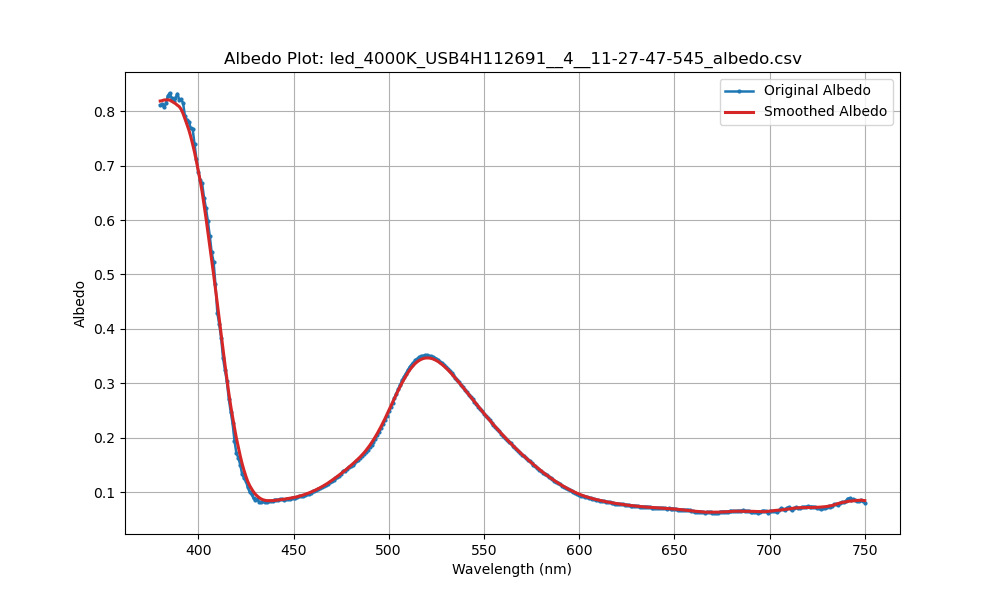 Albedo Plot: led_4000K_USB4H112691__4__11-27-47-545_albedo.csv
Original Albedo
Smoothed Albedo
Albedo
0.8
0.7
0.6
0.5
0.4
0.3
0.2
0.1
400 450 500 550 600 650 700 750
Wavelength (nm)